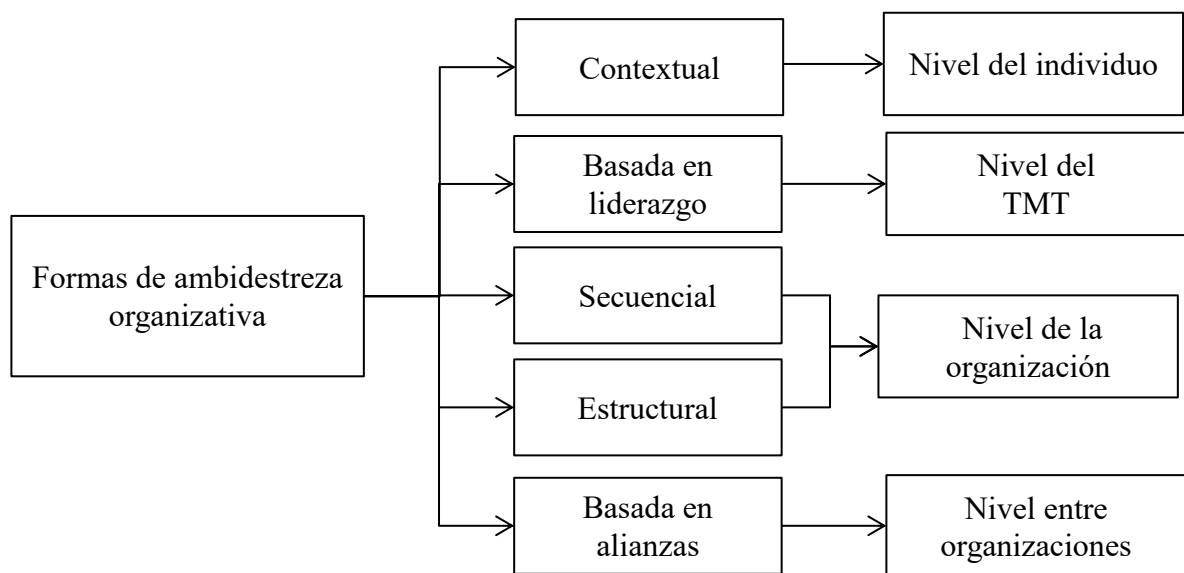 Contextual
Nivel del individuo
Basada en
liderazgo
Nivel del
TMT
Formas de ambidestreza
organizativa
Secuencial
Nivel de la
organización
Estructural
Basada en
alianzas
Nivel entre
organizaciones